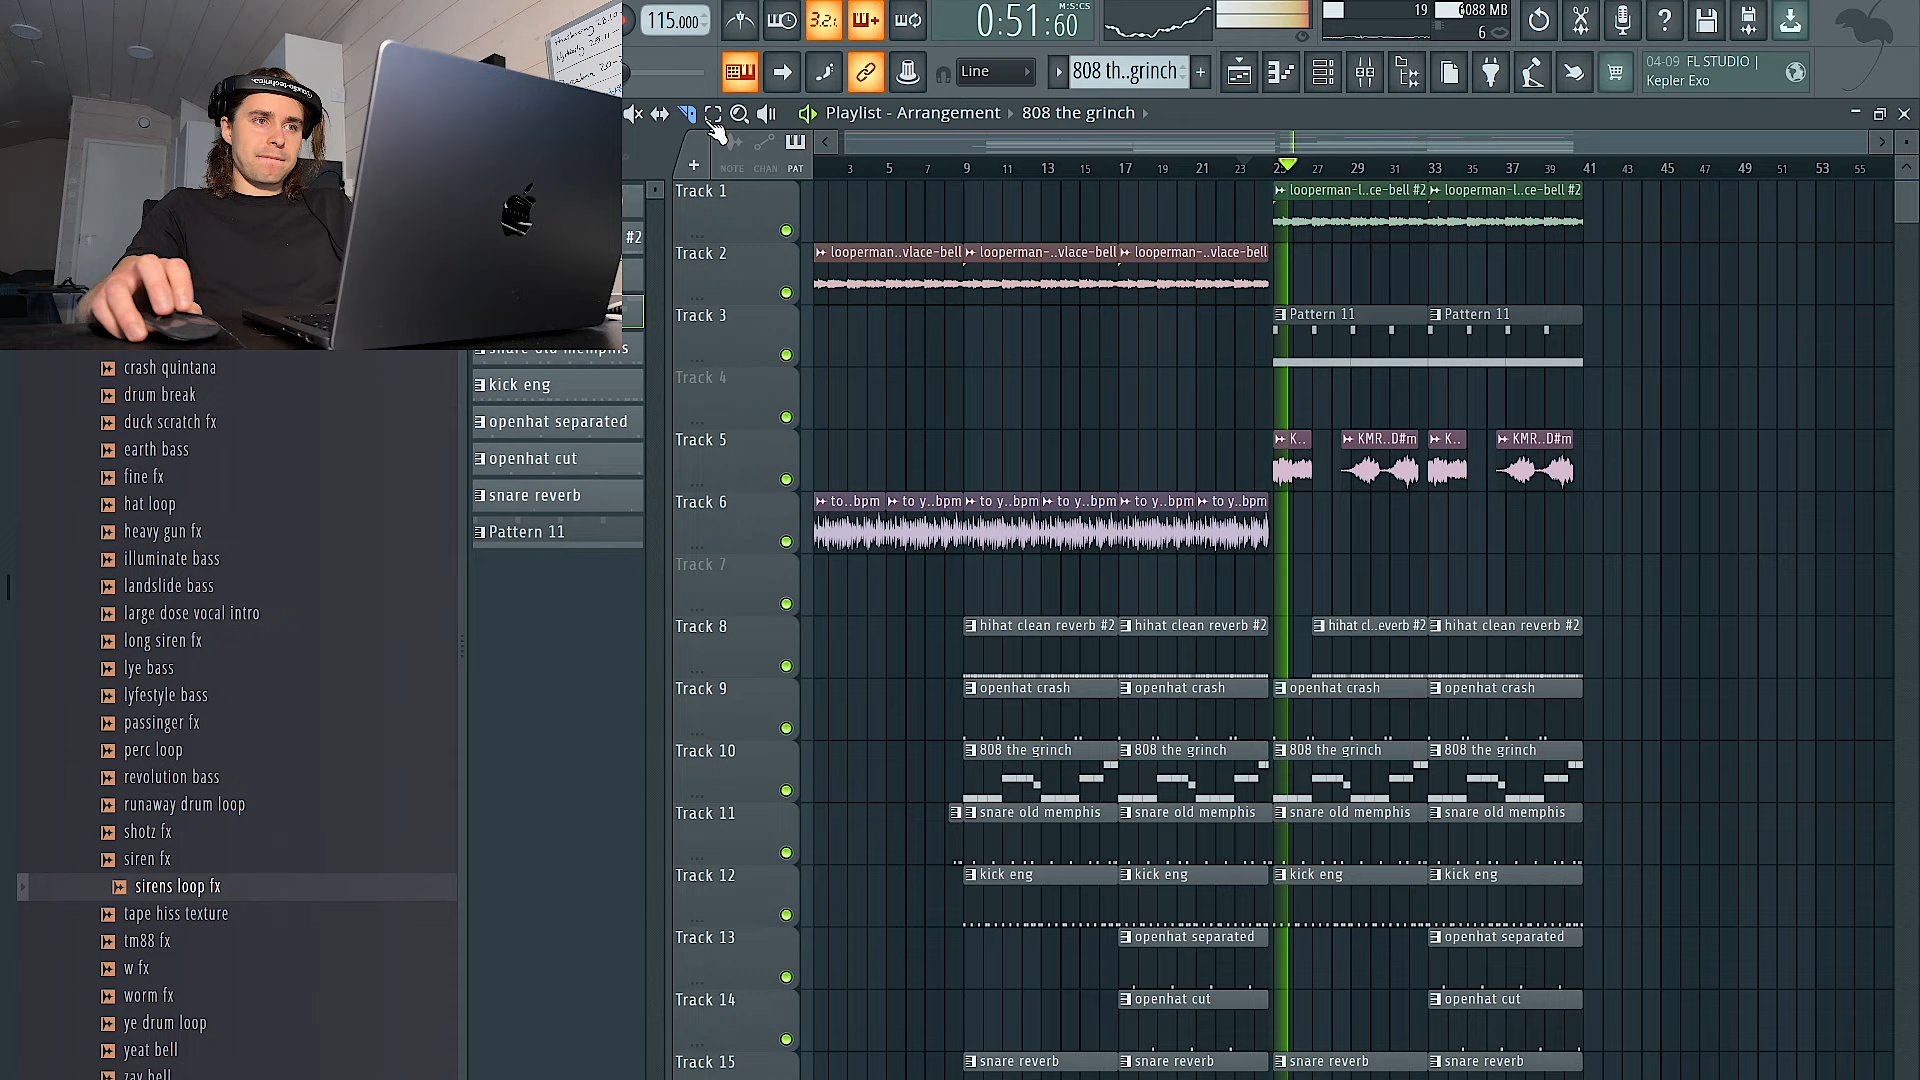 115.000
3.2.
0:51:60
M:S:CS
19
6088 MB
6
Line
808 th..grinch
04-09 FL STUDIO |
Kepler Exo
Playlist - Arrangement
808 the grinch
NOTE CHAN PAT
3 5 7 9 11 13 15 17 19 21 23 27 29 31 33 35 37 39 41 43 45 47 49 51 53 55
Track 1
looperman-l..ce-bell #2
looperman-l..ce-bell #2
#2
Track 2
looperman..vlace-bell
looperman-..vlace-bell
looperman-..vlace-bell
Track 3
Pattern 11
Pattern 11
snare old memphis
crash quintana
Track 4
kick eng
drum break
duck scratch fx
openhat separated
Track 5
K..
KMR..D#m
K..
KMR..D#m
earth bass
openhat cut
fine fx
snare reverb
hat loop
Track 6
to..bpm
to y..bpm
to y..bpm
to y..bpm
to y..bpm
to y..bpm
heavy gun fx
Pattern 11
illuminate bass
Track 7
landslide bass
large dose vocal intro
Track 8
hihat clean reverb #2
hihat clean reverb #2
hihat cl..everb #2
hihat clean reverb #2
long siren fx
lye bass
Track 9
openhat crash
openhat crash
openhat crash
openhat crash
lyfestyle bass
passinger fx
perc loop
Track 10
808 the grinch
808 the grinch
808 the grinch
808 the grinch
revolution bass
runaway drum loop
Track 11
snare old memphis
snare old memphis
snare old memphis
snare old memphis
shotz fx
siren fx
Track 12
kick eng
kick eng
kick eng
kick eng
sirens loop fx
tape hiss texture
Track 13
openhat separated
openhat separated
tm88 fx
w fx
Track 14
openhat cut
openhat cut
worm fx
ye drum loop
yeat bell
Track 15
snare reverb
snare reverb
snare reverb
snare reverb
zay bell